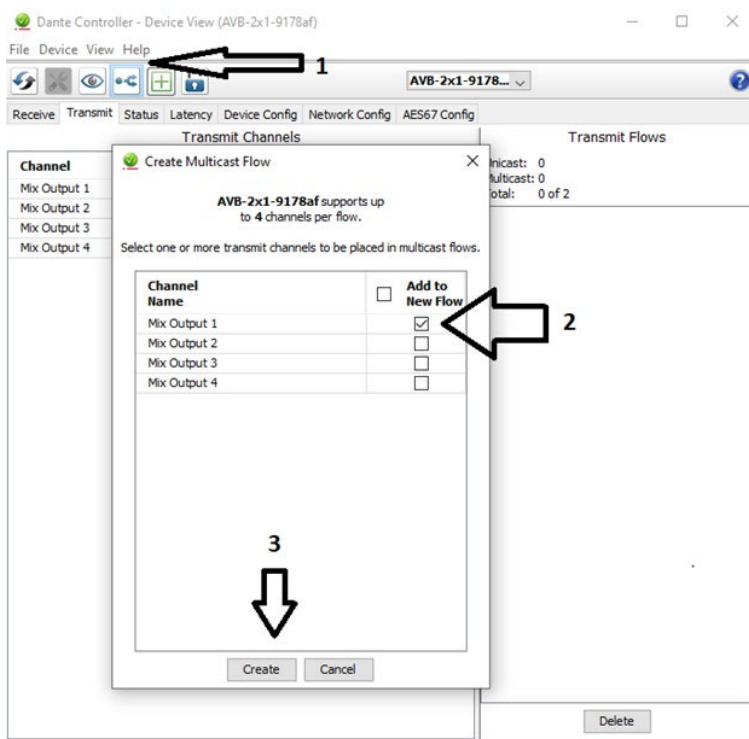 Dante Controller - Device View (AVB-2x1-9178af)
File Device View Help
1
AVB-2x1-9178...
?
Receive Transmit Status Latency Device Config Network Config AES67 Config
Transmit Channels
Transmit Flows
Channel
Mix Output 1
Mix Output 2
Mix Output 3
Mix Output 4
nicast: 0
ulticast: 0
otal: 0 of 2
Create Multicast Flow
AVB-2x1-9178af supports up
to 4 channels per flow.
Select one or more transmit channels to be placed in multicast flows.
Channel
Name
Add to
New Flow
Mix Output 1
Mix Output 2
Mix Output 3
Mix Output 4
2
3
Create Cancel
Delete